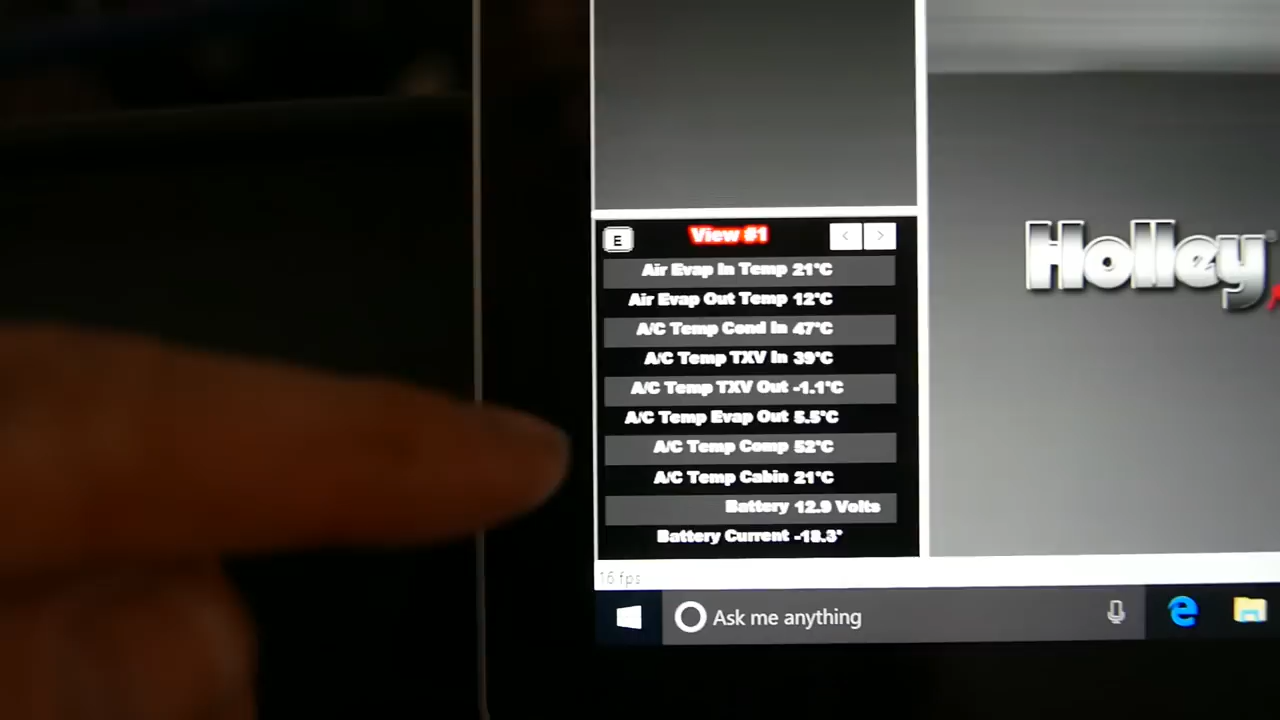 E
View #1
< >
Air Evap In Temp 21°C
Air Evap Out Temp 12°C
A/C Temp Cond In 47°C
A/C Temp TXV In 39°C
A/C Temp TXV Out -1.1°C
A/C Temp Evap Out 5.5°C
A/C Temp Comp 52°C
A/C Temp Cabin 21°C
Battery 12.9 Volts
Battery Current -18.3°
Holley
16 fps
Ask me anything